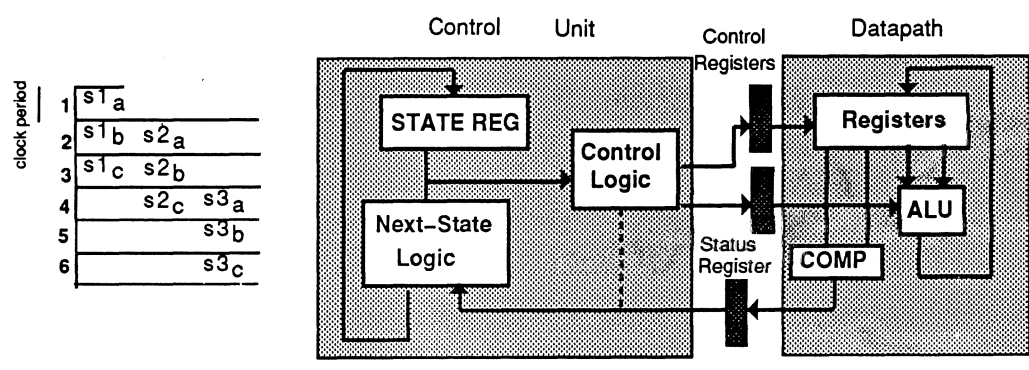 clock period
1 s1a
2 s1b s2a
3 s1c s2b
4 s2c s3a
5 s3b
6 s3c
Control Unit
STATE REG
Control
Logic
Next-State
Logic
Control
Registers
Status
Register
Datapath
Registers
ALU
COMP